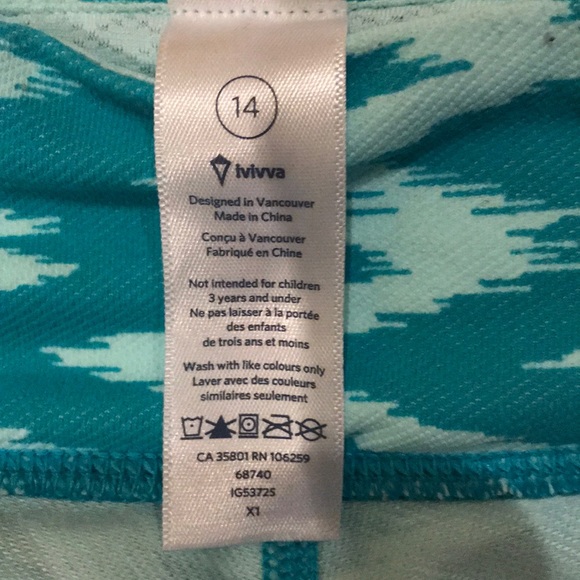 14
ivivva
Designed in Vancouver
Made in China
Conçu à Vancouver
Fabriqué en Chine
Not intended for children
3 years and under
Ne pas laisser à la portée
des enfants
de trois ans et moins
Wash with like colours only
Laver avec des couleurs
similaires seulement
CA 35801 RN 106259
68740
IG5372S
X1